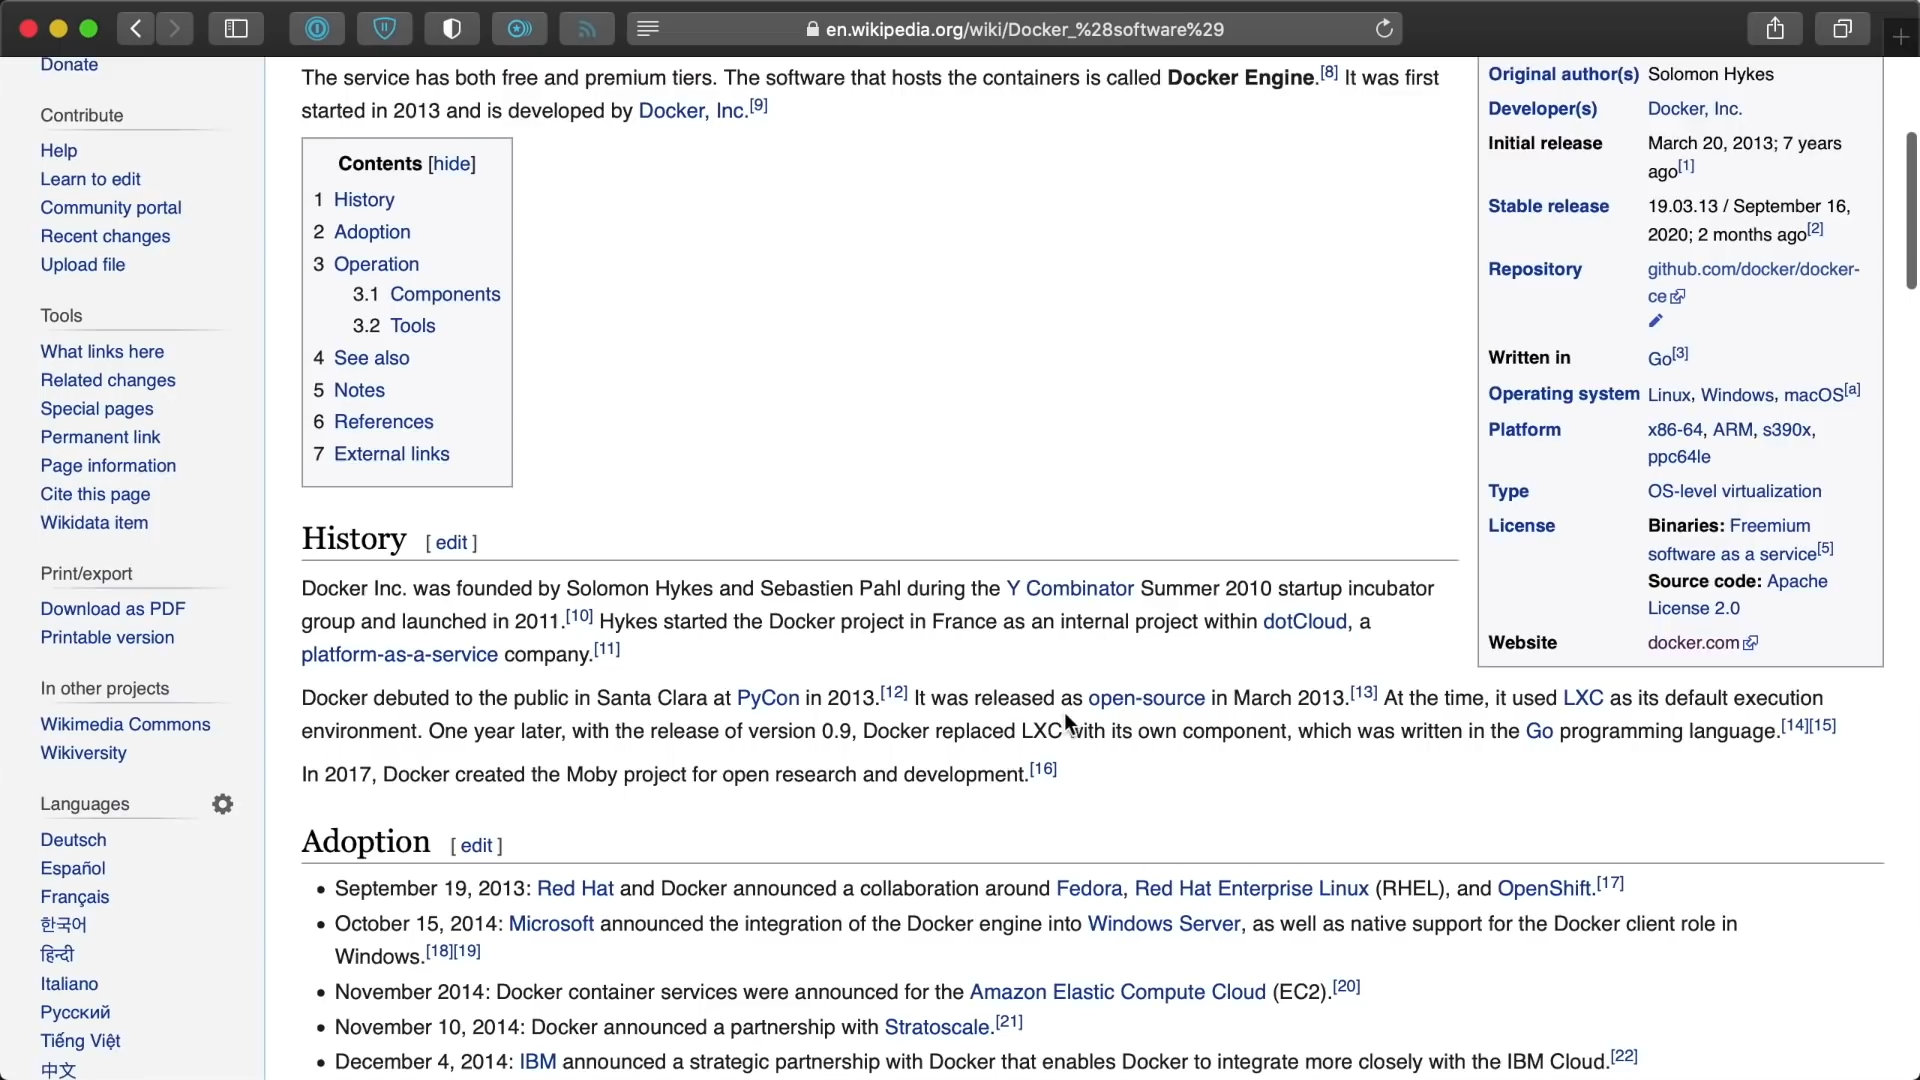 en.wikipedia.org/wiki/Docker_%28software%29
Donate
Contribute
Help
Learn to edit
Community portal
Recent changes
Upload file
Tools
What links here
Related changes
Special pages
Permanent link
Page information
Cite this page
Wikidata item
Print/export
Download as PDF
Printable version
In other projects
Wikimedia Commons
Wikiversity
Languages
Deutsch
Español
Français
한국어
हिन्दी
Italiano
Русский
Tiếng Việt
中文
The service has both free and premium tiers. The software that hosts the containers is called Docker Engine.[8] It was first
started in 2013 and is developed by Docker, Inc.[9]
Contents [hide]
1 History
2 Adoption
3 Operation
3.1 Components
3.2 Tools
4 See also
5 Notes
6 References
7 External links
History [ edit ]
Docker Inc. was founded by Solomon Hykes and Sebastien Pahl during the Y Combinator Summer 2010 startup incubator
group and launched in 2011.[10] Hykes started the Docker project in France as an internal project within dotCloud, a
platform-as-a-service company.[11]
Docker debuted to the public in Santa Clara at PyCon in 2013.[12] It was released as open-source in March 2013.[13] At the time, it used LXC as its default execution
environment. One year later, with the release of version 0.9, Docker replaced LXC with its own component, which was written in the Go programming language.[14][15]
In 2017, Docker created the Moby project for open research and development.[16]
Adoption [ edit ]
• September 19, 2013: Red Hat and Docker announced a collaboration around Fedora, Red Hat Enterprise Linux (RHEL), and OpenShift.[17]
• October 15, 2014: Microsoft announced the integration of the Docker engine into Windows Server, as well as native support for the Docker client role in
Windows.[18][19]
• November 2014: Docker container services were announced for the Amazon Elastic Compute Cloud (EC2).[20]
• November 10, 2014: Docker announced a partnership with Stratoscale.[21]
• December 4, 2014: IBM announced a strategic partnership with Docker that enables Docker to integrate more closely with the IBM Cloud.[22]
Original author(s) Solomon Hykes
Developer(s) Docker, Inc.
Initial release March 20, 2013; 7 years
ago[1]
Stable release 19.03.13 / September 16,
2020; 2 months ago[2]
Repository github.com/docker/docker-
ce
Written in Go[3]
Operating system Linux, Windows, macOS[a]
Platform x86-64, ARM, s390x,
ppc64le
Type OS-level virtualization
License Binaries: Freemium
software as a service[5]
Source code: Apache
License 2.0
Website docker.com